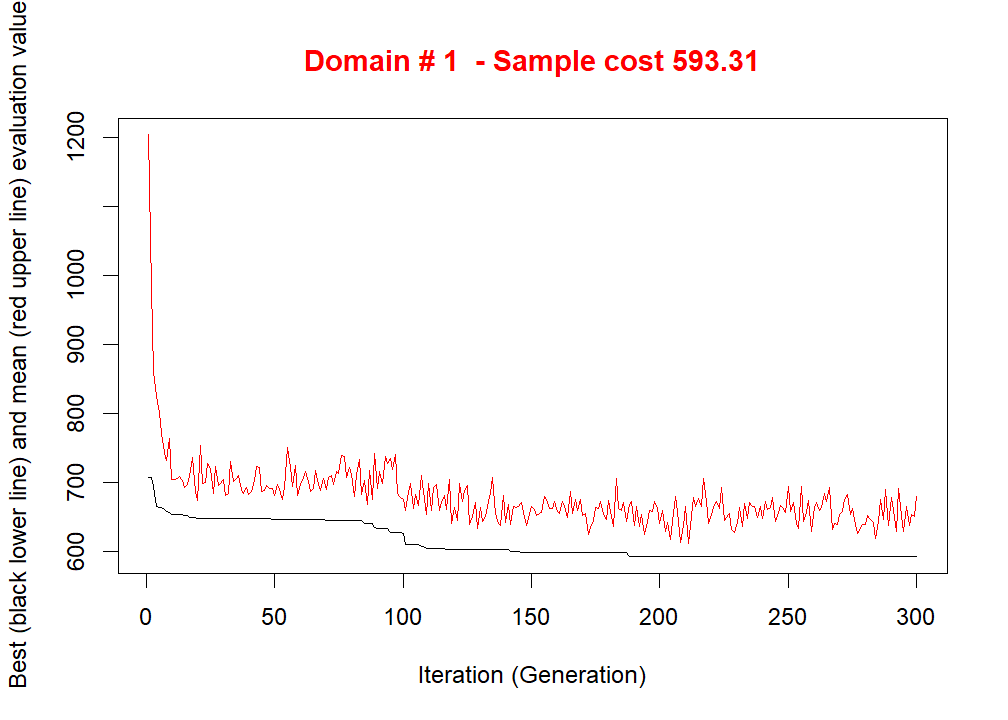 Domain # 1  - Sample cost 593.31
Best (black lower line) and mean (red upper line) evaluation value
1200
1000
900
800
700
600
0 50 100 150 200 250 300
Iteration (Generation)